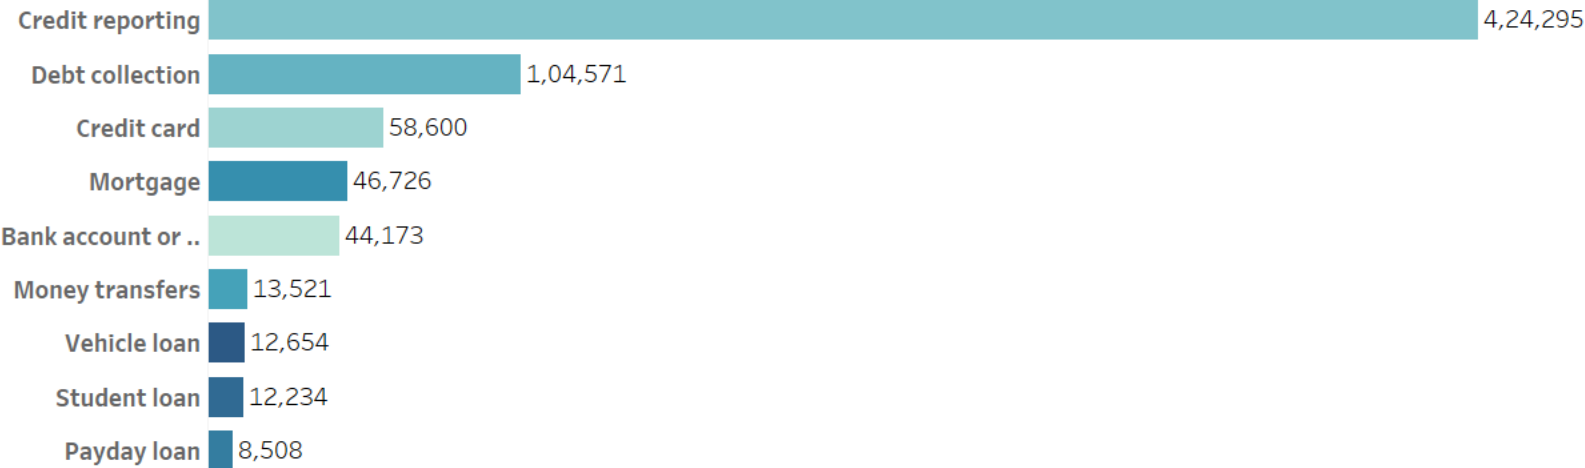 Credit reporting 4,24,295
Debt collection 1,04,571
Credit card 58,600
Mortgage 46,726
Bank account or .. 44,173
Money transfers 13,521
Vehicle loan 12,654
Student loan 12,234
Payday loan 8,508